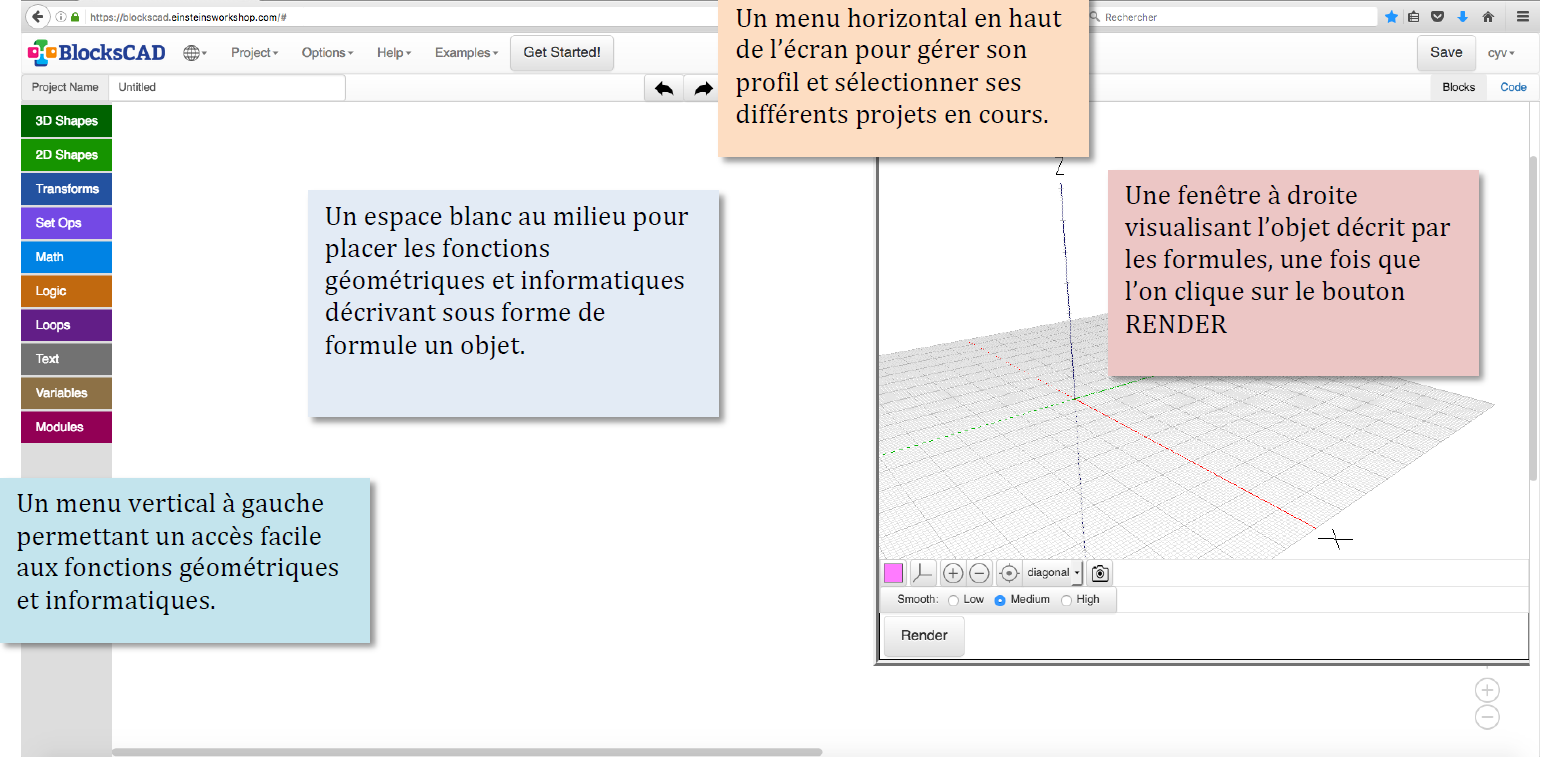 https://blockscad.einsteinsworkshop.com/#
Rechercher
BlocksCAD
Project
Options
Help
Examples
Get Started!
Save
cyv
Project Name
Untitled
Blocks
Code
Un menu horizontal en haut
de l’écran pour gérer son
profil et sélectionner ses
différents projets en cours.
3D Shapes
2D Shapes
Transforms
Set Ops
Math
Logic
Loops
Text
Variables
Modules
Un espace blanc au milieu pour
placer les fonctions
géométriques et informatiques
décrivant sous forme de
formule un objet.
Z
Une fenêtre à droite
visualisant l’objet décrit par
les formules, une fois que
l’on clique sur le bouton
RENDER
X
Un menu vertical à gauche
permettant un accès facile
aux fonctions géométriques
et informatiques.
diagonal
Smooth: Low Medium High
Render